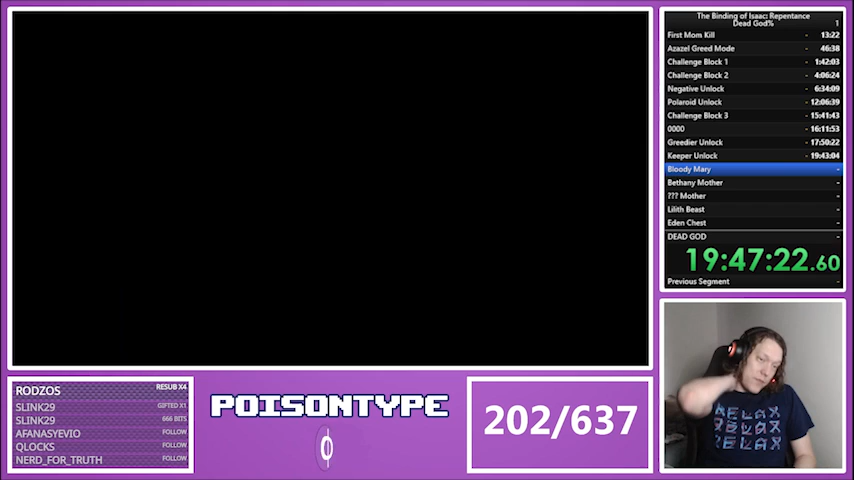 The Binding of Isaac: Repentance
Dead God% 1
First Mom Kill - 13:22
Azazel Greed Mode - 46:38
Challenge Block 1 - 1:42:03
Challenge Block 2 - 4:06:24
Negative Unlock - 6:34:09
Polaroid Unlock - 12:06:39
Challenge Block 3 - 15:41:43
0000 - 16:11:53
Greedier Unlock - 17:50:22
Keeper Unlock - 19:43:04
Bloody Mary -
Bethany Mother -
??? Mother -
Lilith Beast -
Eden Chest -
DEAD GOD -
19:47:22.60
Previous Segment -
RODZOS RESUB X4
SLINK29 GIFTED X1
SLINK29 666 BITS
AFANASYEVIO FOLLOW
QLOCKS FOLLOW
NERD_FOR_TRUTH FOLLOW
POISONTYPE
202/637
RELAX
RELAX
RELAX